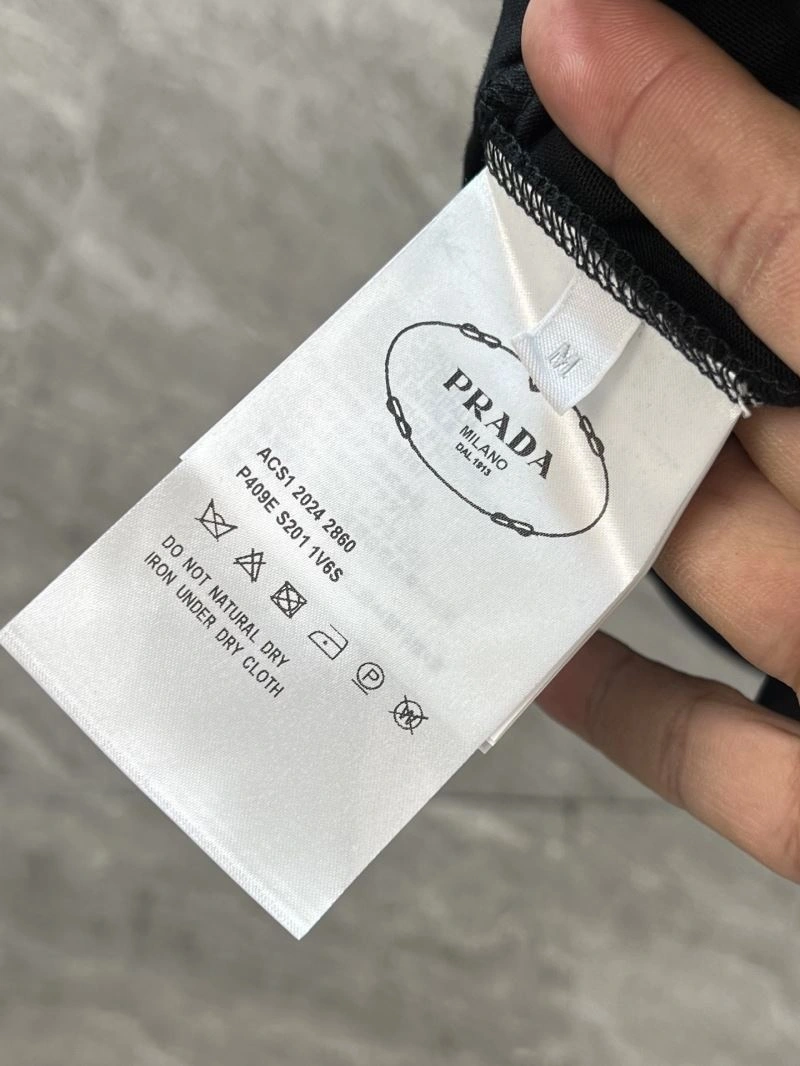 M
PRADA
MILANO
DAL 1913
ACS1 2024 2860
P409E S201 1V6S
P
W
DO NOT NATURAL DRY
IRON UNDER DRY CLOTH